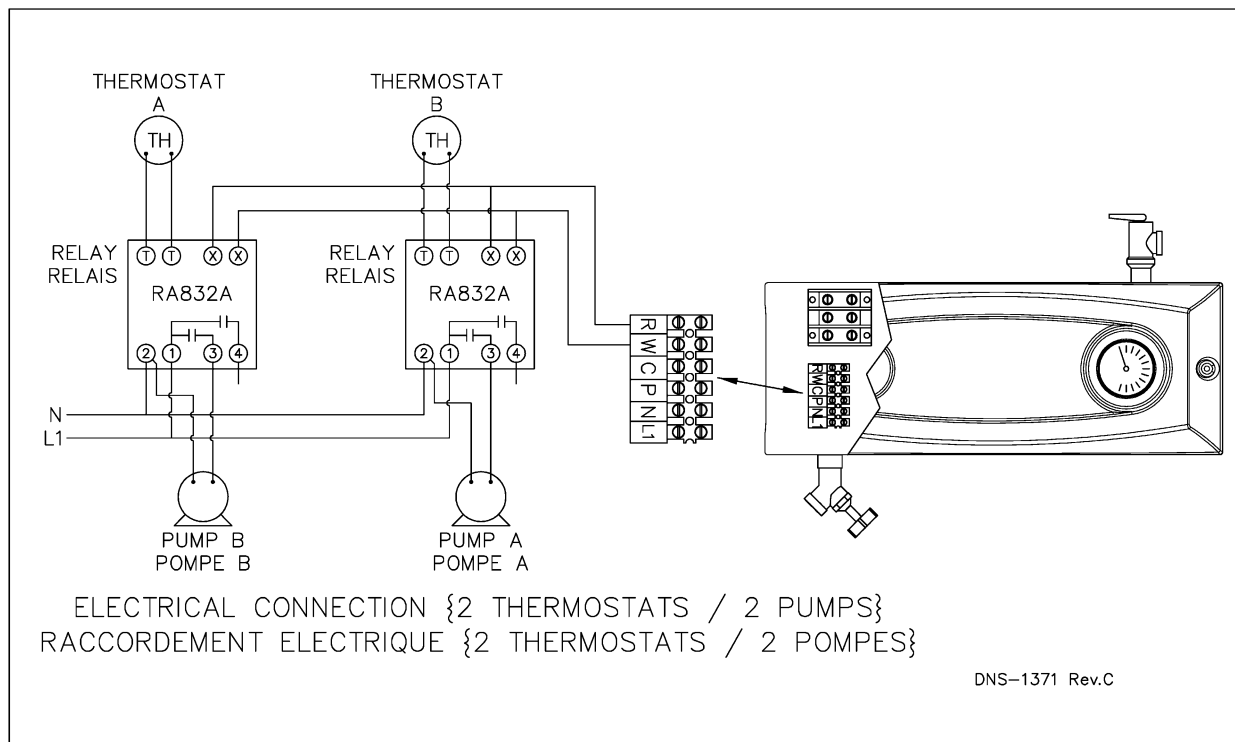 THERMOSTAT
A
TH
THERMOSTAT
B
TH
RELAY
RELAIS
T T X X
RA832A
2 1 3 4
RELAY
RELAIS
T T X X
RA832A
2 1 3 4
N
L1
PUMP B
POMPE B
PUMP A
POMPE A
R
W
C
P
N
L1
R
W
C
P
N
L1
ELECTRICAL CONNECTION {2 THERMOSTATS / 2 PUMPS}
RACCORDEMENT ELECTRIQUE {2 THERMOSTATS / 2 POMPES}
DNS-1371 Rev.C